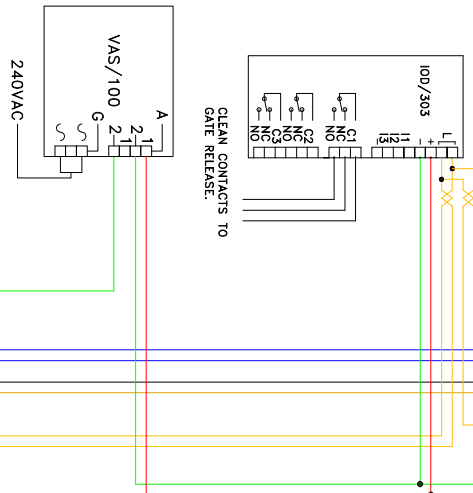 VAS/100
240VAC
G
A
2
1
2
1
IOD/303
NO
NC
C3
NO
NC
C2
NO
NC
C1
I3
I2
I1
-
+
L
CLEAN CONTACTS TO
GATE RELEASE.